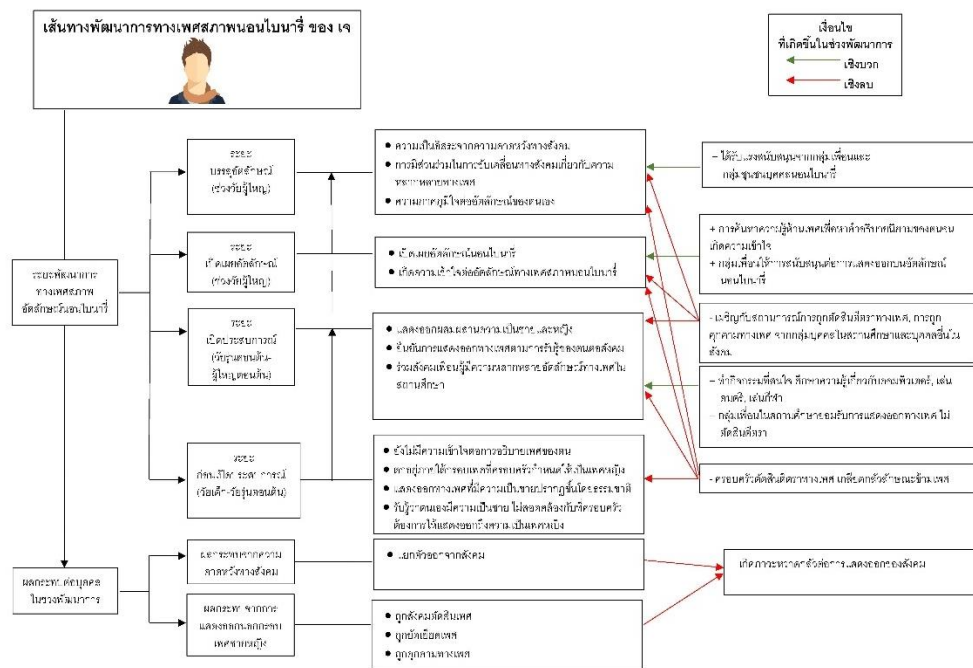 เส้นทางพัฒนาการทางเพศสภาพนอนไบนารี่ ของ เจ
เงื่อนไข
ที่เกิดขึ้นในช่วงพัฒนาการ
เชิงบวก
เชิงลบ
ระยะพัฒนาการ
ทางเพศสภาพ
อัตลักษณ์นอนไบนารี่
ระยะ
บรรลุอัตลักษณ์
(ช่วงวัยผู้ใหญ่)
● ความเป็นอิสระจากความคาดหวังทางสังคม
● การมีส่วนร่วมในการขับเคลื่อนทางสังคมเกี่ยวกับความ
หลากหลายทางเพศ
● ความภาคภูมิใจต่ออัตลักษณ์ของตนเอง
– ได้รับแรงสนับสนุนจากกลุ่มเพื่อนและ
กลุ่มชุมชนบุคคลนอนไบนารี่
ระยะ
เปิดเผยอัตลักษณ์
(ช่วงวัยผู้ใหญ่)
● เปิดเผยอัตลักษณ์นอนไบนารี่
● เกิดความเข้าใจต่ออัตลักษณ์ทางเพศสภาพนอนไบนารี่
+ การค้นหาความรู้ด้านเพศเพื่อหาคำอธิบายนิยามของตนจน
เกิดความเข้าใจ
+ กลุ่มเพื่อนให้การสนับสนุนต่อการแสดงออกบนอัตลักษณ์
นอนไบนารี่
ระยะ
เปิดประสบการณ์
(วัยรุ่นตอนต้น-
ผู้ใหญ่ตอนต้น)
● แสดงออกผสมผสานความเป็นชายและหญิง
● ยืนยันการแสดงออกทางเพศตามการรับรู้ของตนต่อสังคม
● ร่วมสังคมเพื่อนผู้มีความหลากหลายอัตลักษณ์ทางเพศใน
สถานศึกษา
- เผชิญกับสถานการณ์การถูกตัดสินตีตราทางเพศ, การถูก
คุกคามทางเพศ จากกลุ่มบุคคลในสถานศึกษาและบุคคลอื่นใน
สังคม
– ทำกิจกรรมที่สนใจ ศึกษาความรู้เกี่ยวกับคอมพิวเตอร์, เล่น
ดนตรี, เล่นกีฬา
– กลุ่มเพื่อนในสถานศึกษายอมรับการแสดงออกทางเพศ ไม่
ตัดสินตีตรา
ระยะ
ก่อนเปิดประสบการณ์
(วัยเด็ก-วัยรุ่นตอนต้น)
● ยังไม่มีความเข้าใจต่อการอธิบายเพศของตน
● ตกอยู่ภายใต้กรอบเพศที่ครอบครัวกำหนดให้เป็นเพศหญิง
● แสดงออกทางเพศที่มีความเป็นชายปรากฏขึ้นโดยธรรมชาติ
● รับรู้ว่าตนเองมีความเป็นชาย ไม่สอดคล้องกับที่ครอบครัว
ต้องการให้แสดงออกถึงความเป็นเพศหญิง
- ครอบครัวตัดสินตีตราทางเพศ เกลียดกลัวลักษณะข้ามเพศ
ผลกระทบต่อบุคคล
ในช่วงพัฒนาการ
ผลกระทบจากความ
คาดหวังทางสังคม
● แยกตัวออกจากสังคม
เกิดภาวะหวาดกลัวต่อการแสดงออกของสังคม
ผลกระทบจากการ
แสดงออกนอกกรอบ
เพศชายหญิง
● ถูกสังคมตัดสินเพศ
● ถูกยัดเยียดเพศ
● ถูกคุกคามทางเพศ